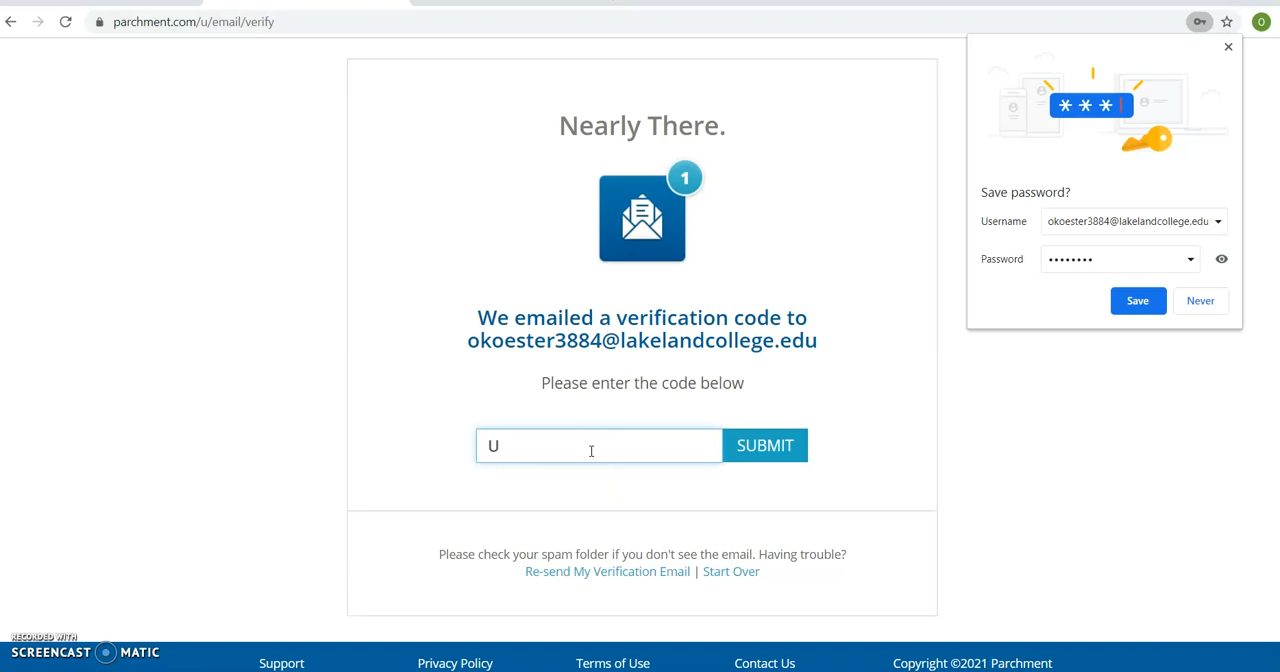 parchment.com/u/email/verify
O
* * *
Save password?
Username okoester3884@lakelandcollege.edu
Password ••••••••
Save Never
Nearly There.
1
We emailed a verification code to
okoester3884@lakelandcollege.edu
Please enter the code below
U
SUBMIT
Please check your spam folder if you don't see the email. Having trouble?
Re-send My Verification Email | Start Over
RECORDED WITH
SCREENCAST MATIC
Support Privacy Policy Terms of Use Contact Us Copyright ©2021 Parchment